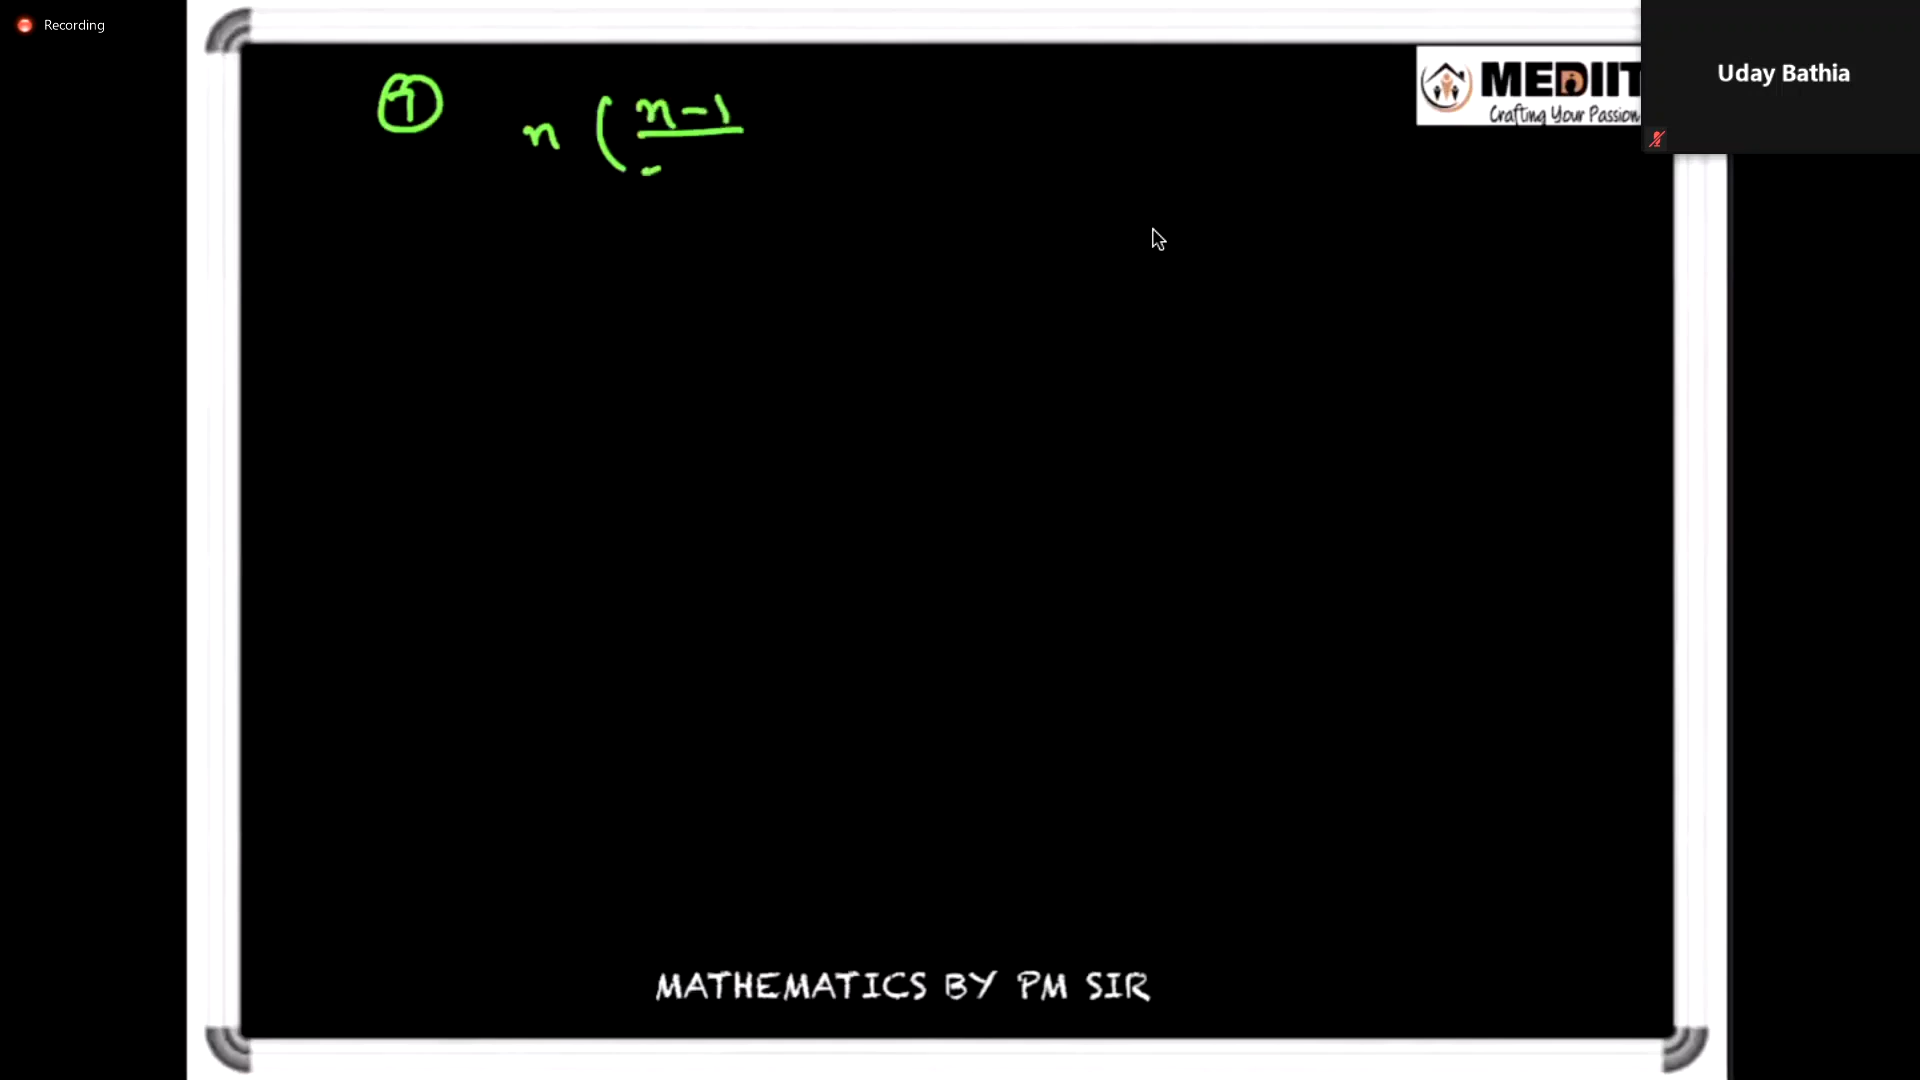 Recording
MEDIIT
Crafting Your Passion
Uday Bathia
n ( n-1
MATHEMATICS BY PM SIR